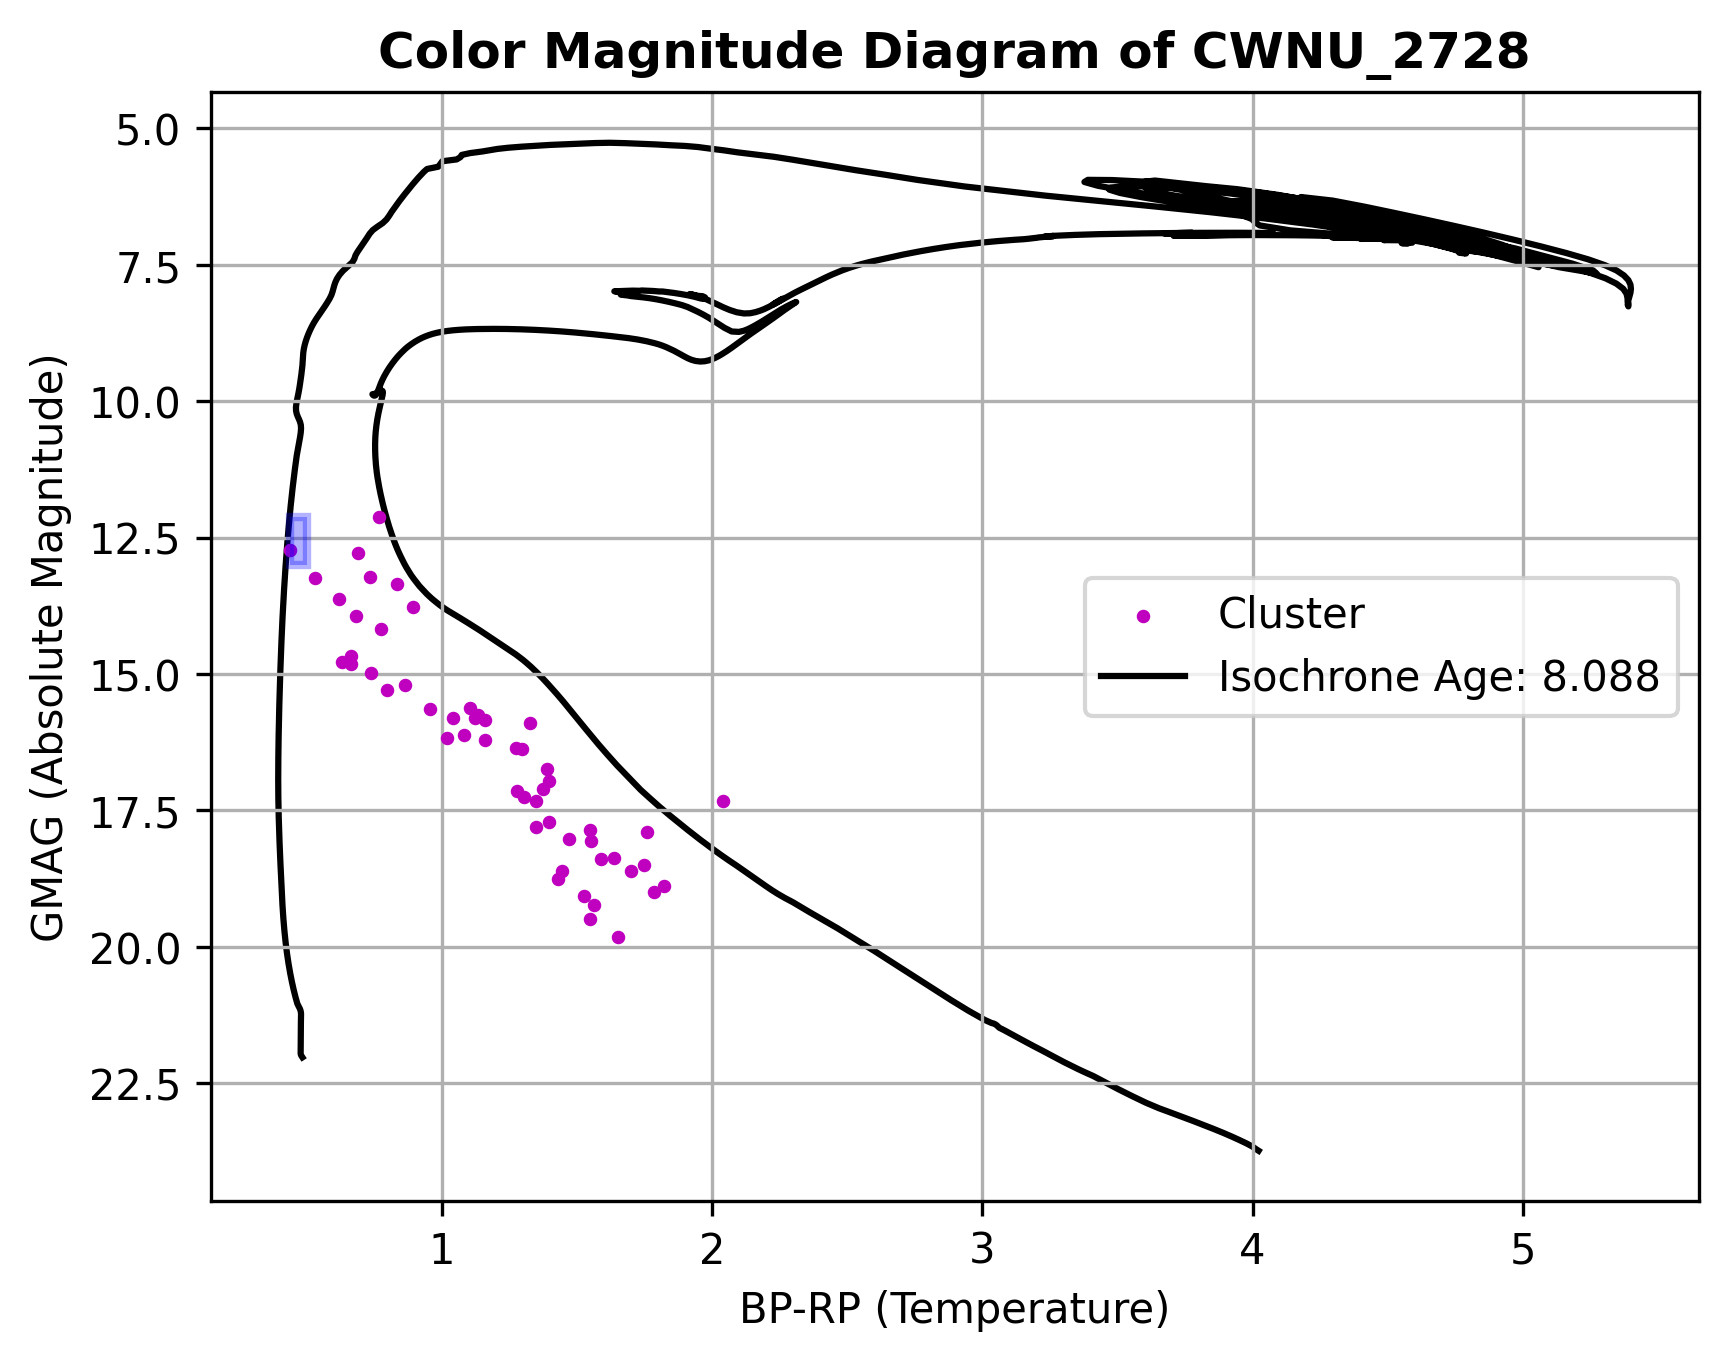 Color Magnitude Diagram of CWNU_2728
GMAG (Absolute Magnitude)
5.0
7.5
10.0
12.5
15.0
17.5
20.0
22.5
Cluster
Isochrone Age: 8.088
1 2 3 4 5
BP-RP (Temperature)